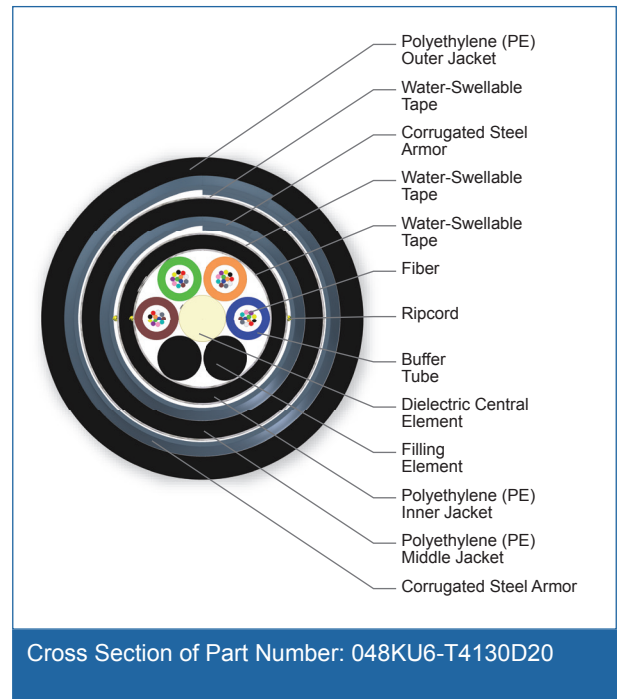 Polyethylene (PE)
Outer Jacket
Water-Swellable
Tape
Corrugated Steel
Armor
Water-Swellable
Tape
Water-Swellable
Tape
Fiber
Ripcord
Buffer
Tube
Dielectric Central
Element
Filling
Element
Polyethylene (PE)
Inner Jacket
Polyethylene (PE)
Middle Jacket
Corrugated Steel Armor
Cross Section of Part Number: 048KU6-T4130D20